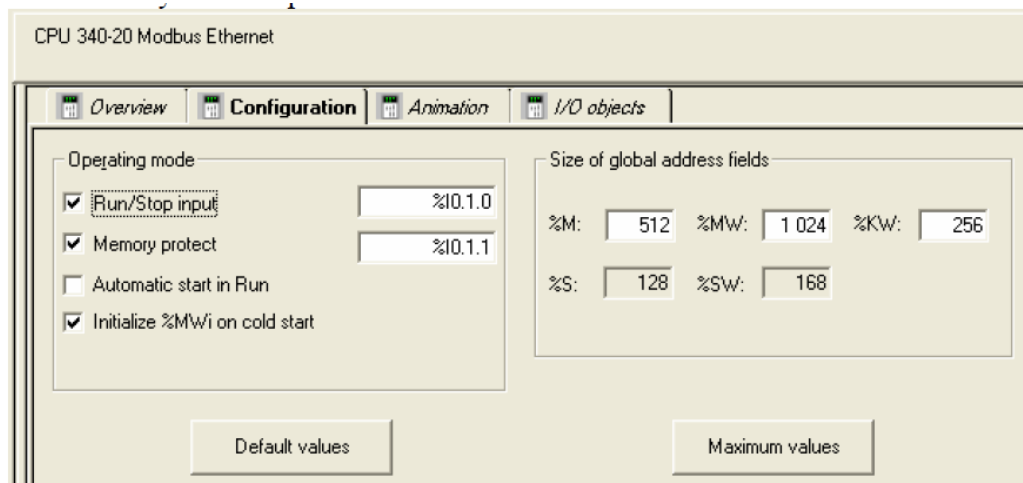 CPU 340-20 Modbus Ethernet
Overview Configuration Animation I/O objects
Operating mode
Run/Stop input %I0.1.0
Memory protect %I0.1.1
Automatic start in Run
Initialize %MWi on cold start
Size of global address fields
%M: 512 %MW: 1 024 %KW: 256
%S: 128 %SW: 168
Default values
Maximum values